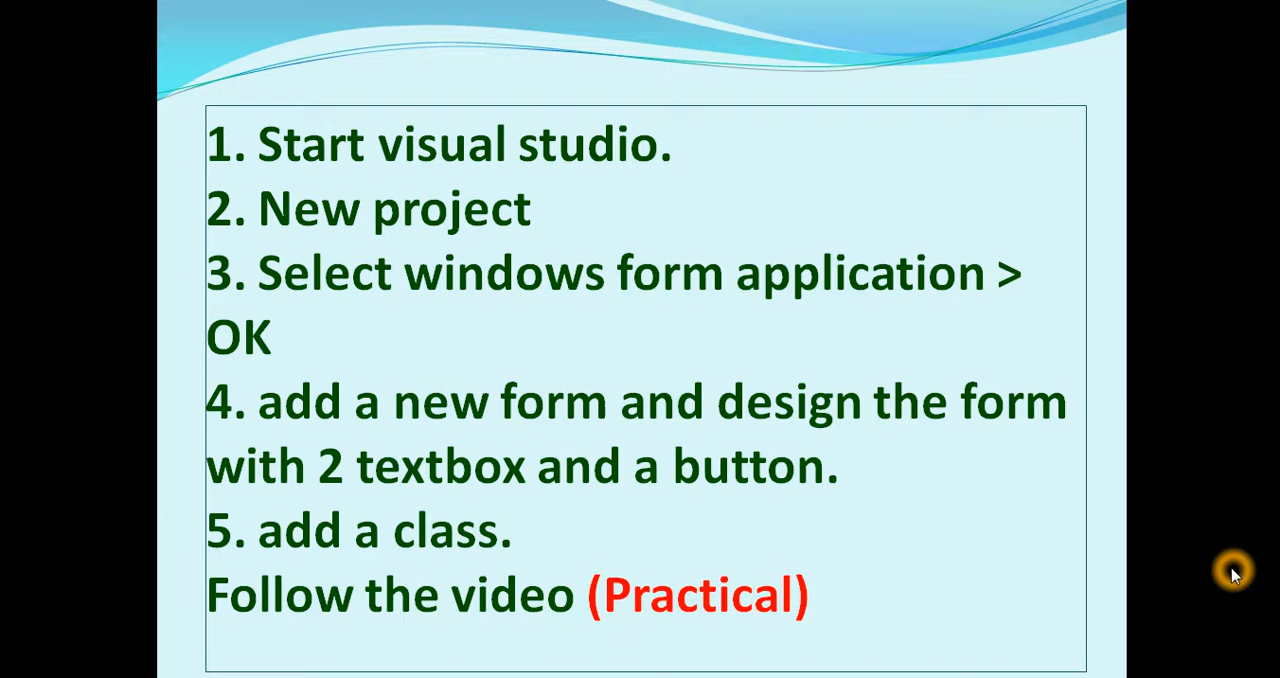 1. Start visual studio.
2. New project
3. Select windows form application >
OK
4. add a new form and design the form
with 2 textbox and a button.
5. add a class.
Follow the video (Practical)